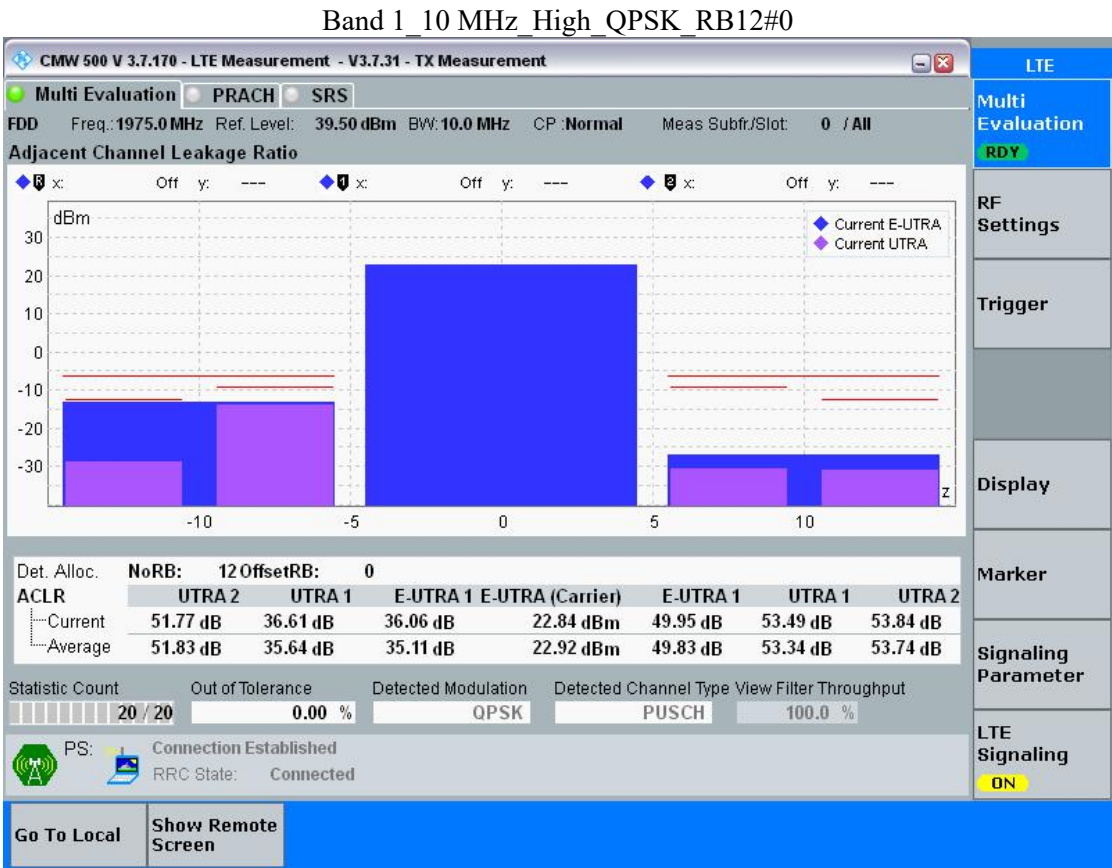 Band 1_10 MHz_High_QPSK_RB12#0
CMW 500 V 3.7.170 - LTE Measurement - V3.7.31 - TX Measurement
LTE
Multi Evaluation PRACH SRS
Multi Evaluation
RDY
FDD Freq.: 1975.0 MHz Ref. Level: 39.50 dBm BW: 10.0 MHz CP : Normal Meas Subfr./Slot: 0 / All
Adjacent Channel Leakage Ratio
R x: Off y: --- 1 x: Off y: --- 2 x: Off y: ---
dBm
Current E-UTRA
Current UTRA
30
20
10
0
-10
-20
-30
z
-10 -5 0 5 10
RF Settings
Trigger
Display
Marker
Signaling Parameter
LTE Signaling
ON
Det. Alloc. NoRB: 12 OffsetRB: 0
ACLR UTRA 2 UTRA 1 E-UTRA 1 E-UTRA (Carrier) E-UTRA 1 UTRA 1 UTRA 2
Current 51.77 dB 36.61 dB 36.06 dB 22.84 dBm 49.95 dB 53.49 dB 53.84 dB
Average 51.83 dB 35.64 dB 35.11 dB 22.92 dBm 49.83 dB 53.34 dB 53.74 dB
Statistic Count Out of Tolerance Detected Modulation Detected Channel Type View Filter Throughput
20 / 20 0.00 % QPSK PUSCH 100.0 %
PS: Connection Established
RRC State: Connected
Go To Local
Show Remote Screen